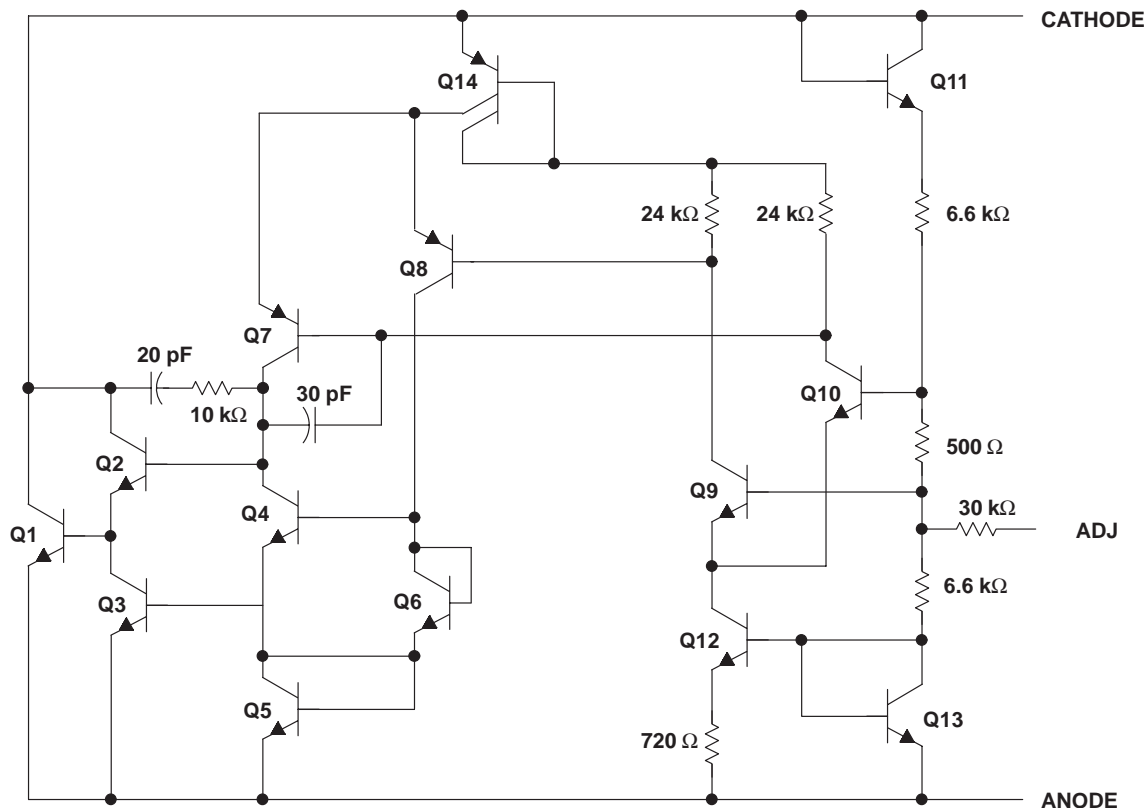 CATHODE
Q14
Q11
24 kΩ
24 kΩ
6.6 kΩ
Q8
Q7
20 pF
30 pF
10 kΩ
Q10
500 Ω
Q2
Q9
Q4
30 kΩ
Q1
ADJ
6.6 kΩ
Q3
Q6
Q12
Q5
Q13
720 Ω
ANODE